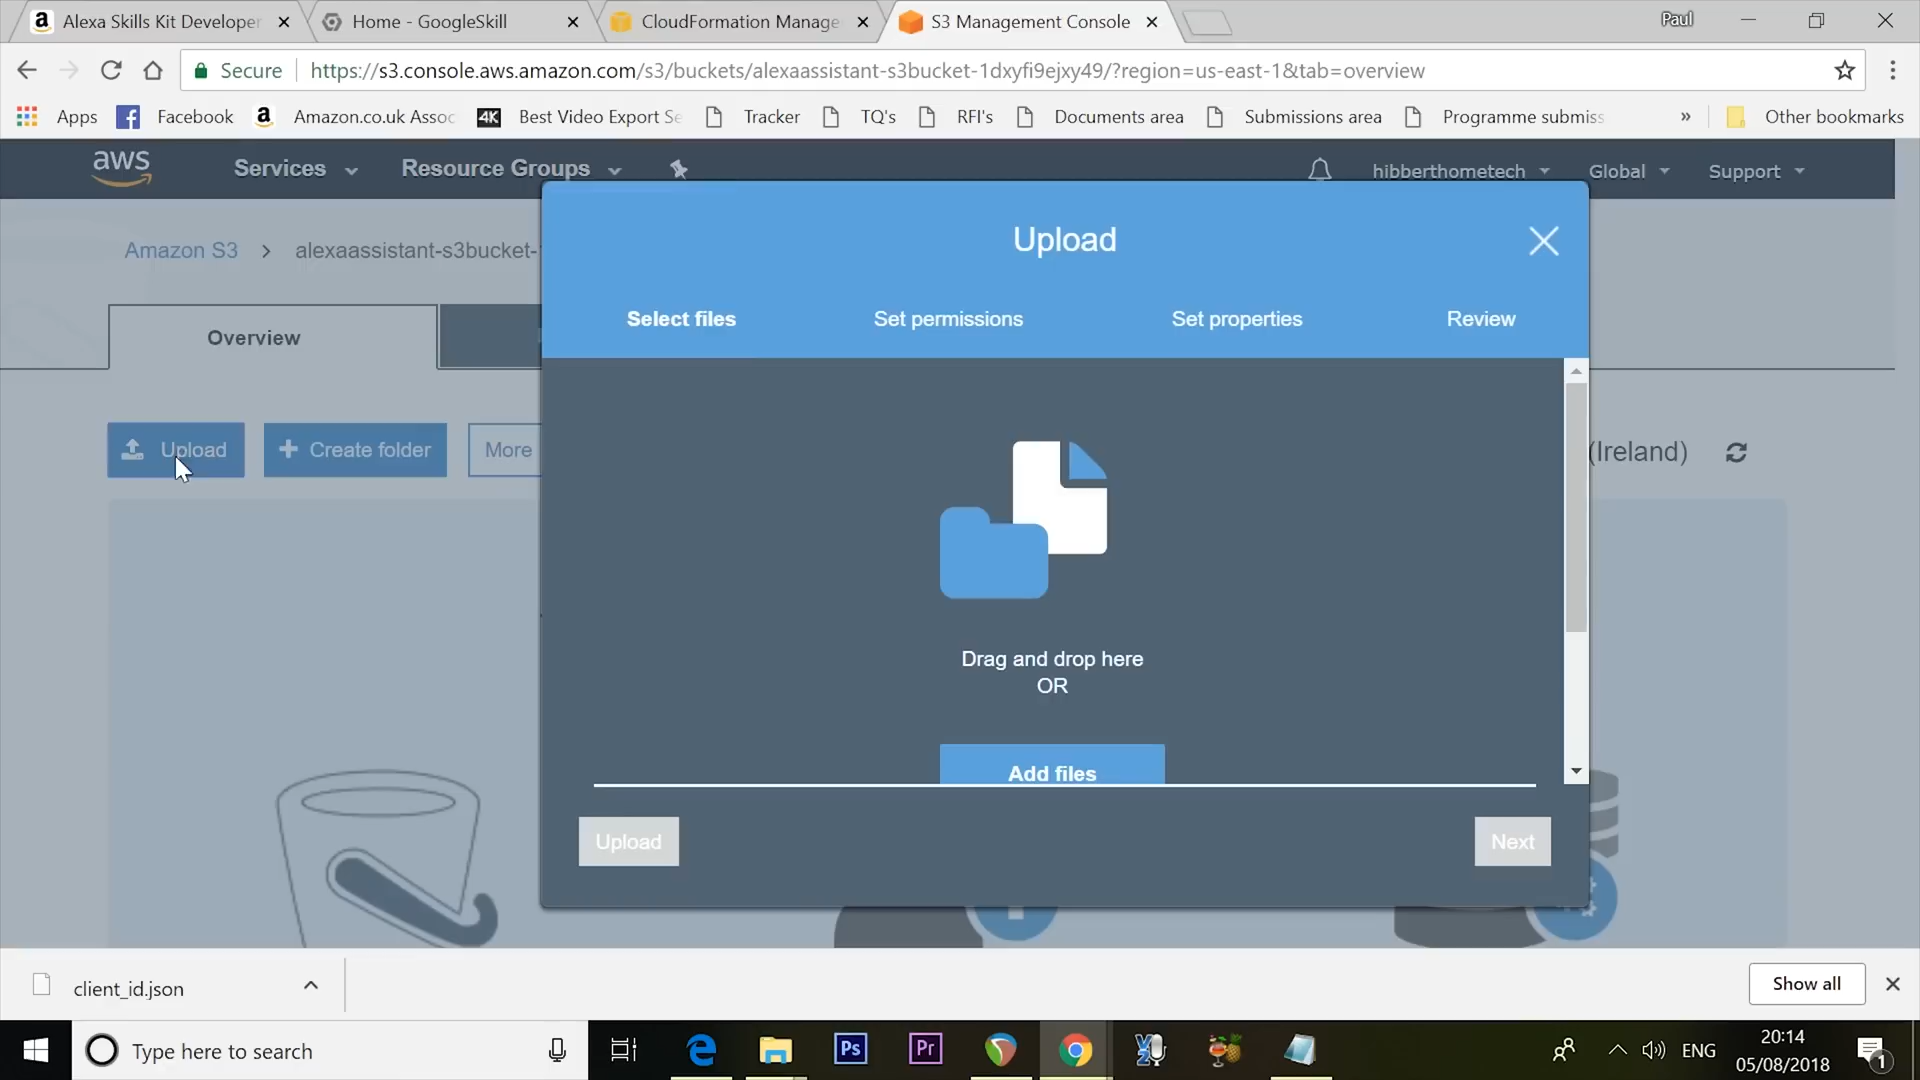 Alexa Skills Kit Developer
Home - GoogleSkill
CloudFormation Manage
S3 Management Console
Paul
Secure
https://s3.console.aws.amazon.com/s3/buckets/alexaassistant-s3bucket-1dxyfi9ejxy49/?region=us-east-1&tab=overview
Apps
Facebook
Amazon.co.uk Assoc
4K
Best Video Export Se
Tracker
TQ's
RFI's
Documents area
Submissions area
Programme submiss
»
Other bookmarks
aws
Services
Resource Groups
hibberthometech
Global
Support
Amazon S3
alexaassistant-s3bucket-
Upload
Select files
Set permissions
Set properties
Review
Overview
Upload
Create folder
More
(Ireland)
Drag and drop here
OR
Add files
Upload
Next
client_id.json
Show all
Type here to search
Ps
Pr
ENG
20:14
05/08/2018
1